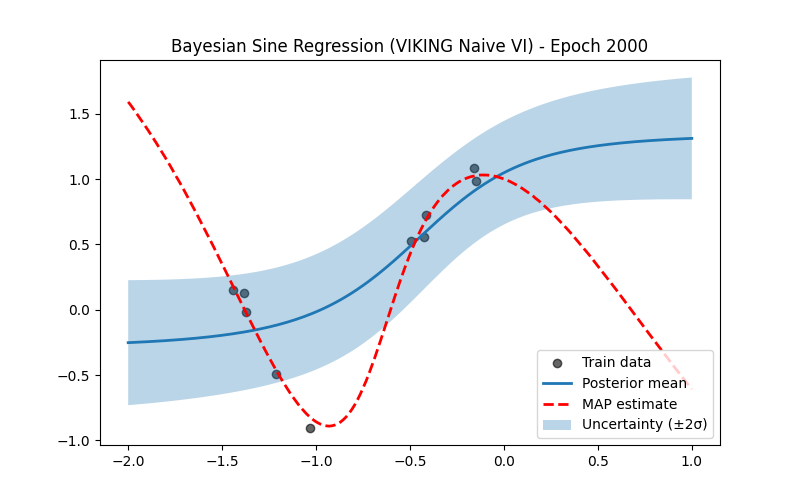 Bayesian Sine Regression (VIKING Naive VI) - Epoch 2000
1.5
1.0
0.5
0.0
−0.5
−1.0
−2.0
−1.5
−1.0
−0.5
0.0
0.5
1.0
Train data
Posterior mean
MAP estimate
Uncertainty (±2σ)